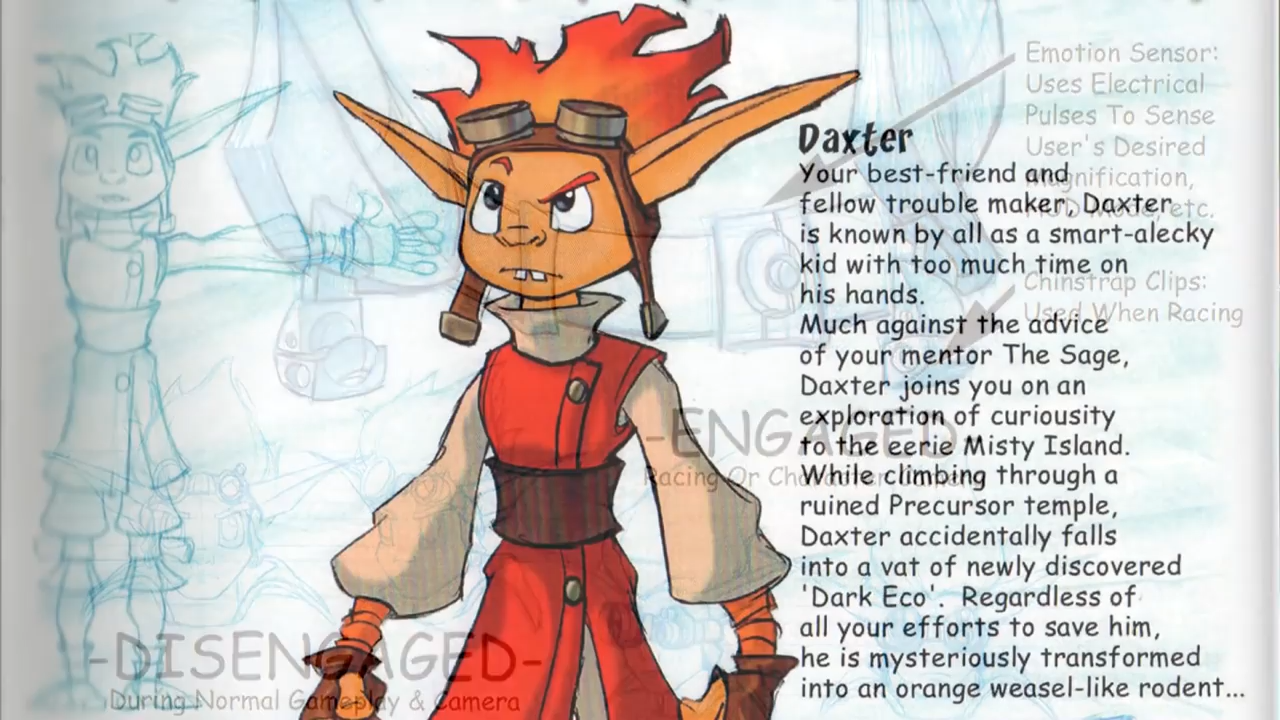 Emotion Sensor:
Uses Electrical
Pulses To Sense
User's Desired
Magnification,
etc.
Chinstrap Clips:
Used When Racing
Daxter
Your best-friend and
fellow trouble maker, Daxter
is known by all as a smart-alecky
kid with too much time on
his hands.
Much against the advice
of your mentor The Sage,
Daxter joins you on an
exploration of curiousity
to the eerie Misty Island.
While climbing through a
ruined Precursor temple,
Daxter accidentally falls
into a vat of newly discovered
'Dark Eco'. Regardless of
all your efforts to save him,
he is mysteriously transformed
into an orange weasel-like rodent...
-ENGAGED
Racing Or
-DISENGAGED-
During Normal Gameplay & Camera